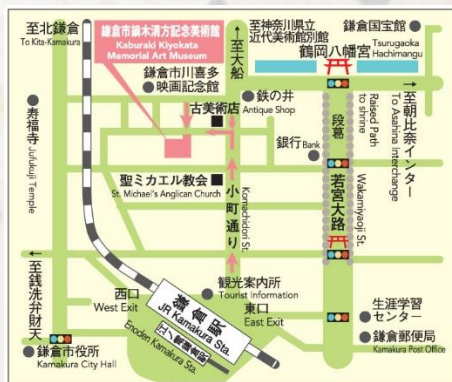 至北鎌倉
To Kita-Kamakura
鎌倉市鏑木清方記念美術館
Kaburaki Kiyokata
Memorial Art Museum
至大船
至神奈川県立
近代美術館別館
鎌倉国宝館
鶴岡八幡宮
Tsurugaoka
Hachimangu
鎌倉市川喜多
映画記念館
古美術店
Antique Shop
鉄の井
寿福寺
Jufukuji Temple
銀行 Bank
段葛
Raised Path
to shrine
至朝比奈インター
To Asahina Interchange
聖ミカエル教会
St. Michael's Anglican Church
小町通り
Komachidori St.
若宮大路
Wakamiyaoji St.
至銭洗弁財天
西口
West Exit
鎌倉駅
JR Kamakura Sta.
江ノ電鎌倉駅
Enoden Kamakura Sta.
観光案内所
Tourist Information
東口
East Exit
生涯学習
センター
鎌倉郵便局
Kamakura Post Office
鎌倉市役所
Kamakura City Hall